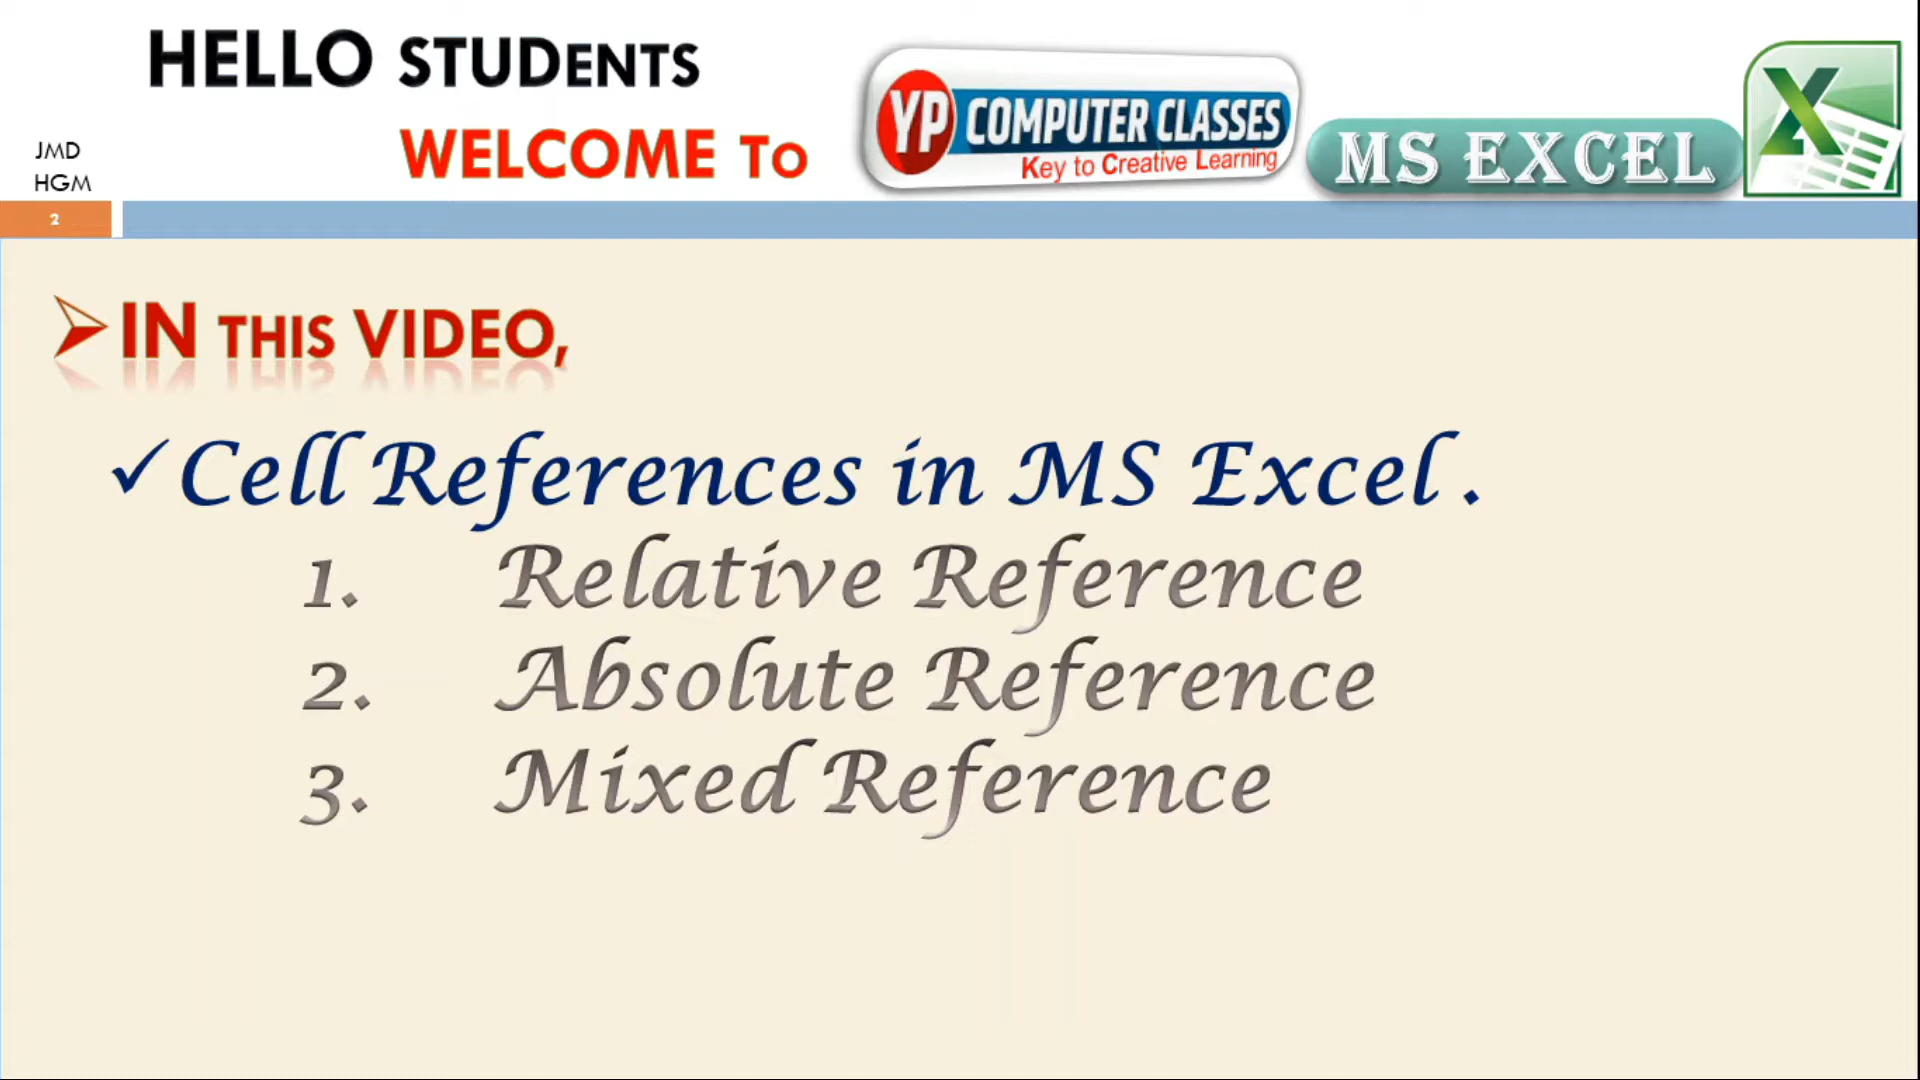 HELLO STUDENTS
WELCOME To
YP COMPUTER CLASSES
Key to Creative Learning
MS EXCEL
X
JMD
HGM
2
➢IN THIS VIDEO,
✓Cell References in MS Excel .
1. Relative Reference
2. Absolute Reference
3. Mixed Reference